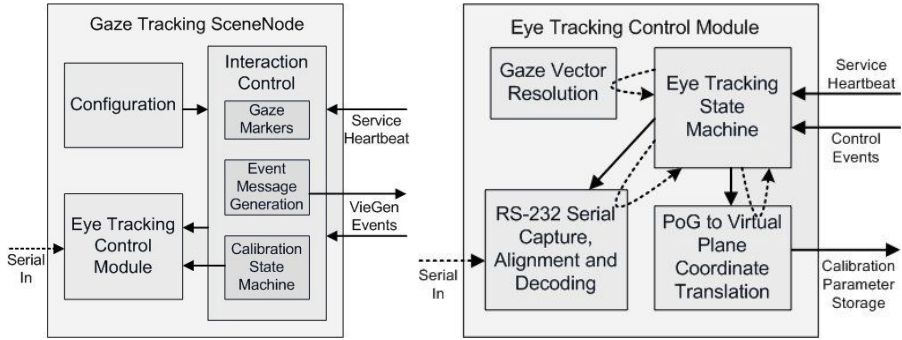 Gaze Tracking SceneNode
Configuration
Interaction
Control
Gaze
Markers
Event
Message
Generation
Calibration
State
Machine
Eye Tracking
Control
Module
Serial
In
Service
Heartbeat
VieGen
Events
Eye Tracking Control Module
Gaze Vector
Resolution
Eye Tracking
State
Machine
RS-232 Serial
Capture,
Alignment and
Decoding
PoG to Virtual
Plane
Coordinate
Translation
Serial
In
Service
Heartbeat
Control
Events
Calibration
Parameter
Storage